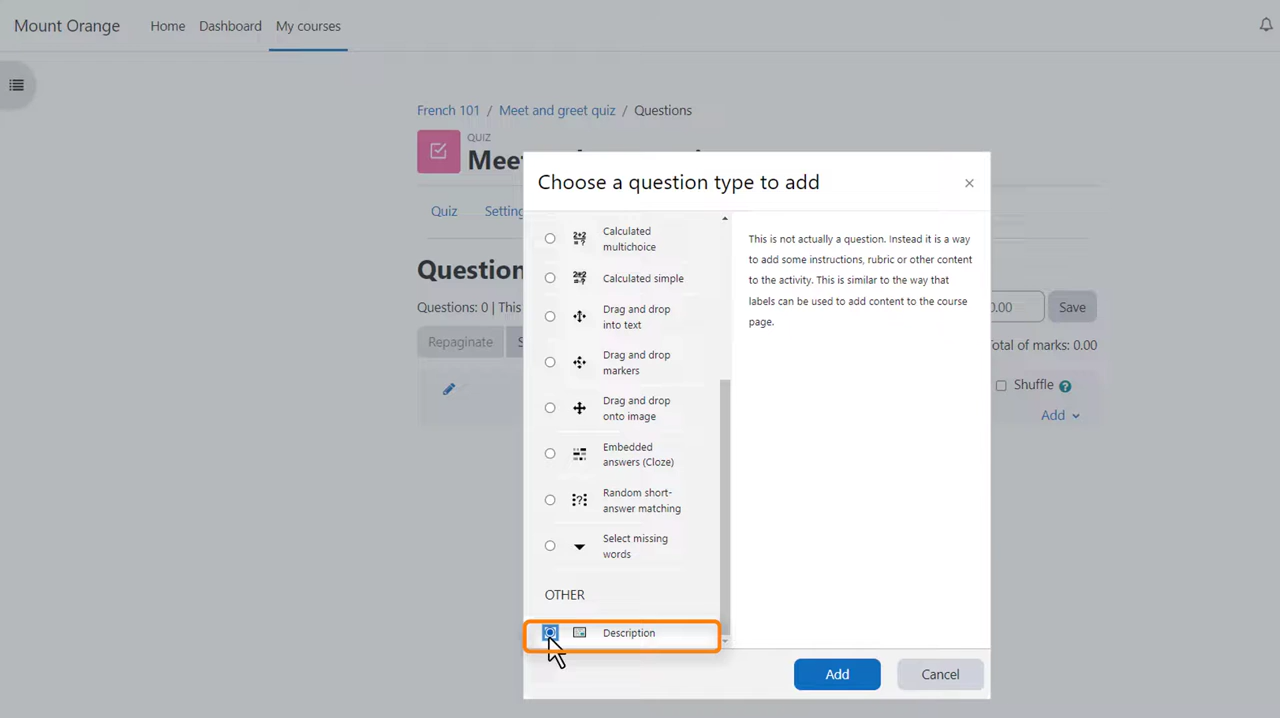 Mount Orange Home Dashboard My courses
French 101 / Meet and greet quiz / Questions
QUIZ
Choose a question type to add
Quiz
Calculated
multichoice
Calculated simple
Drag and drop
into text
Drag and drop
markers
Drag and drop
onto image
Embedded
answers (Cloze)
Random short-
answer matching
Select missing
words
OTHER
Description
This is not actually a question. Instead it is a way
to add some instructions, rubric or other content
to the activity. This is similar to the way that
labels can be used to add content to the course
page.
Questions: 0 | This
Save
Repaginate
Total of marks: 0.00
Shuffle
Add
Add Cancel